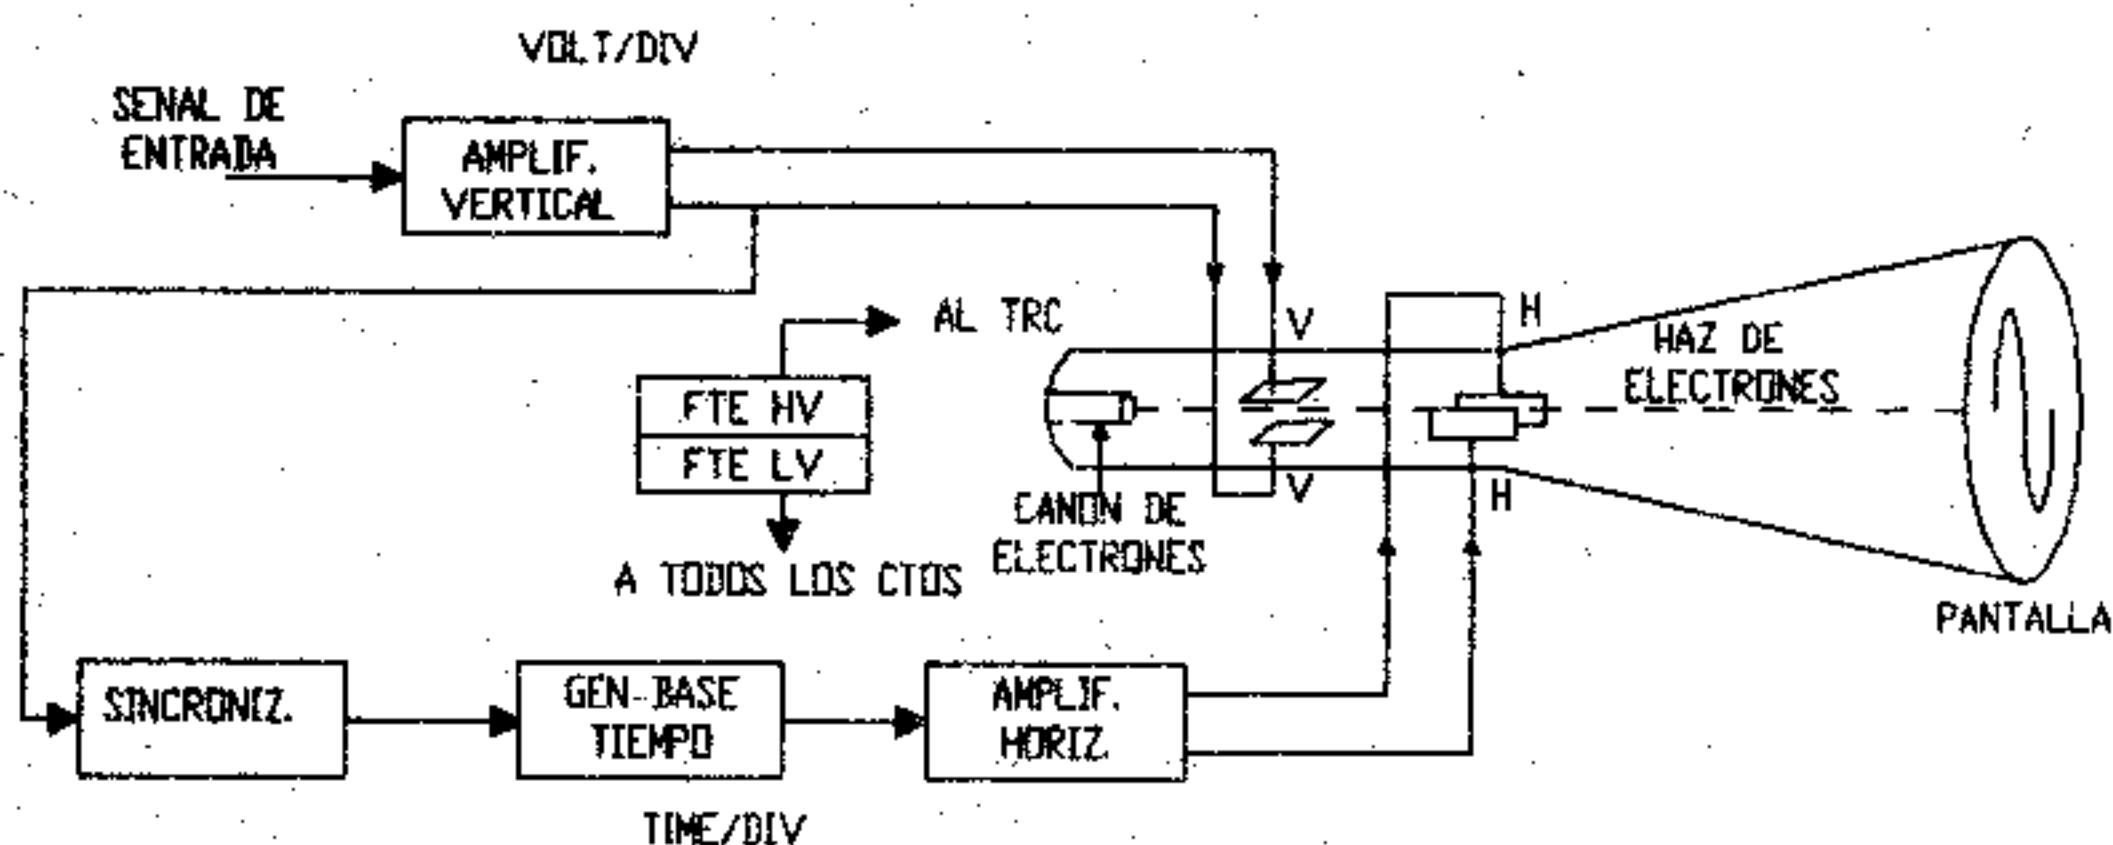 VOLT/DIV
SENAL DE
ENTRADA
AMPLIF.
VERTICAL
AL TRC
V
H
HAZ DE
ELECTRONES
FTE HV
FTE LV
V
H
CANON DE
ELECTRONES
A TODOS LOS CTOS
PANTALLA
SINCRONIZ.
GEN-BASE
TIEMPO
AMPLIF.
HORIZ.
TIME/DIV